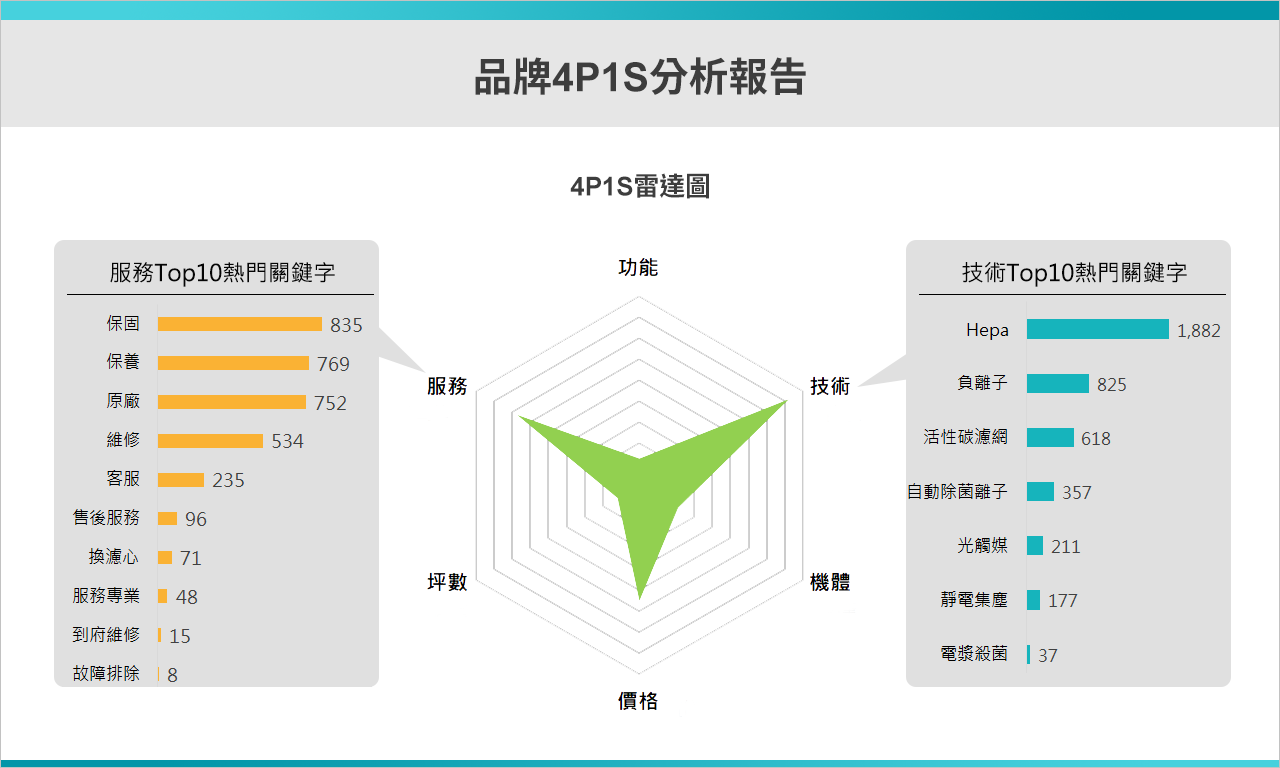 品牌4P1S分析報告
4P1S雷達圖
服務Top10熱門關鍵字
保固 835
保養 769
原廠 752
維修 534
客服 235
售後服務 96
換濾心 71
服務專業 48
到府維修 15
故障排除 8
功能
服務
技術
坪數
機體
價格
技術Top10熱門關鍵字
Hepa 1,882
負離子 825
活性碳濾網 618
自動除菌離子 357
光觸媒 211
靜電集塵 177
電漿殺菌 37